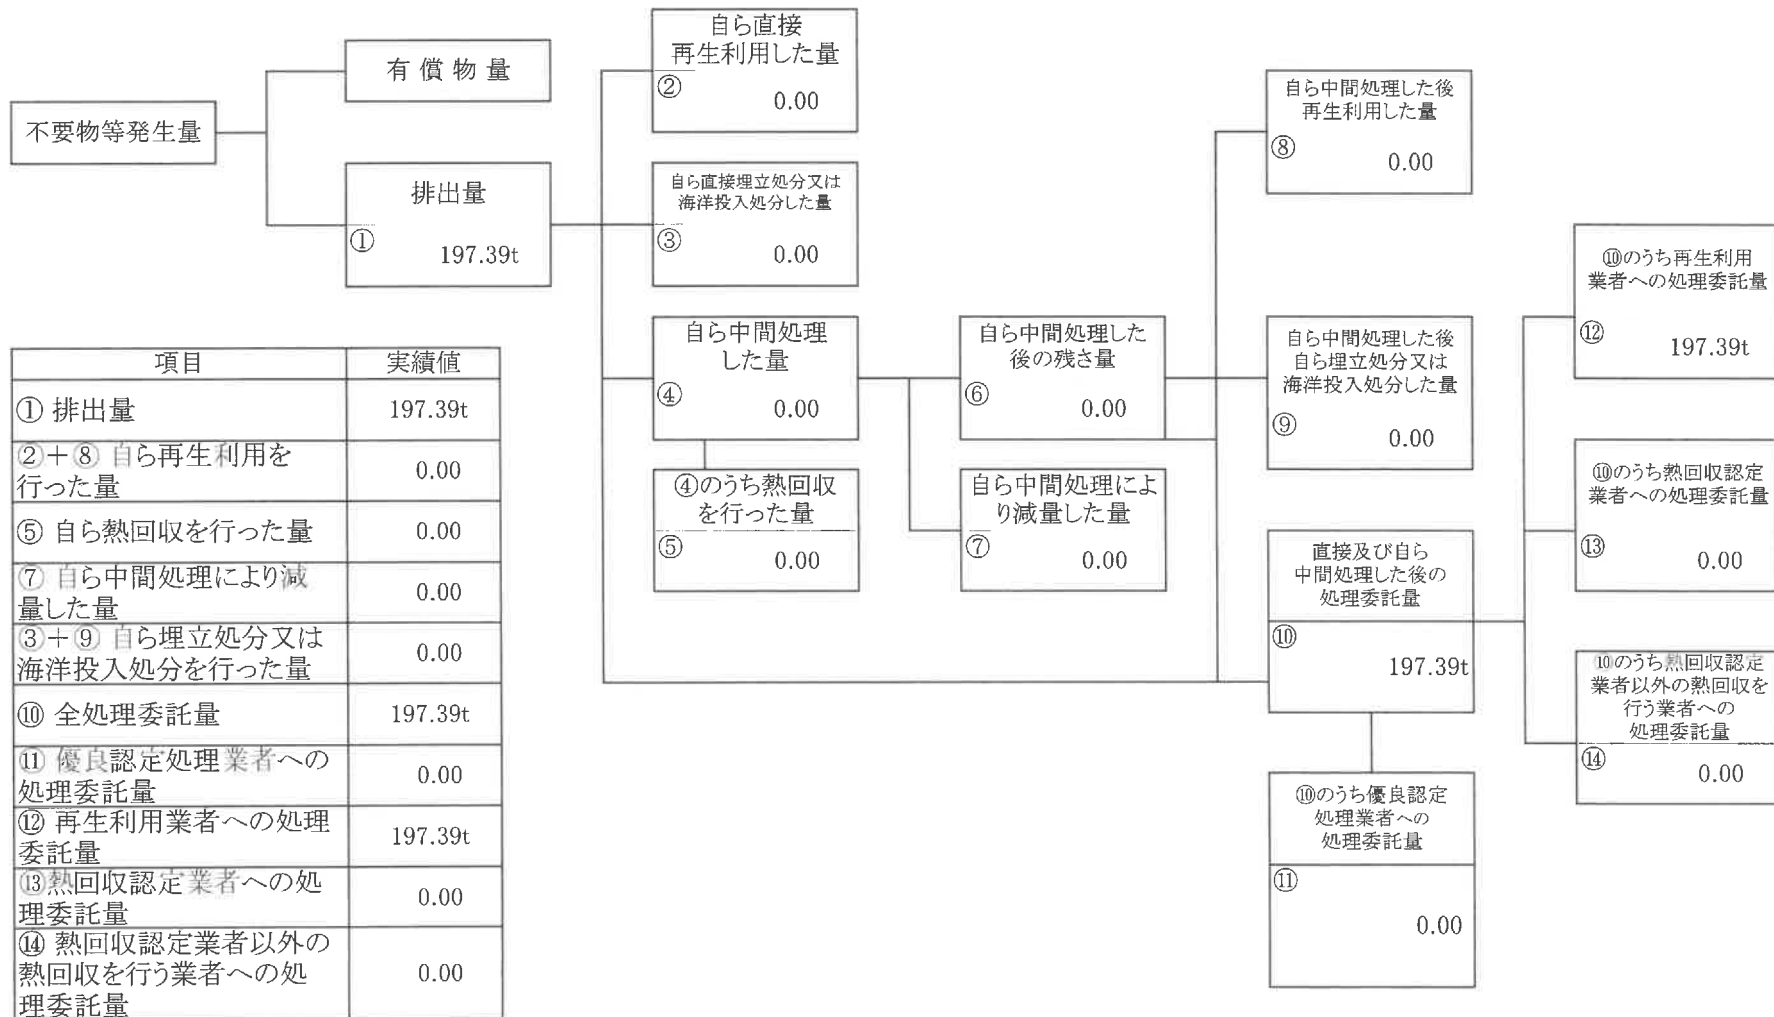 不要物等発生量
有償物量
排出量
①
197.39t
自ら直接
再生利用した量
②
0.00
自ら直接埋立処分又は
海洋投入処分した量
③
0.00
自ら中間処理
した量
④
0.00
④のうち熱回収
を行った量
⑤
0.00
自ら中間処理した
後の残さ量
⑥
0.00
自ら中間処理によ
り減量した量
⑦
0.00
自ら中間処理した後
再生利用した量
⑧
0.00
自ら中間処理した後
自ら埋立処分又は
海洋投入処分した量
⑨
0.00
直接及び自ら
中間処理した後の
処理委託量
⑩
197.39t
⑩のうち優良認定
処理業者への
処理委託量
⑪
0.00
⑩のうち再生利用
業者への処理委託量
⑫
197.39t
⑩のうち熱回収認定
業者への処理委託量
⑬
0.00
⑩のうち熱回収認定
業者以外の熱回収を
行う業者への
処理委託量
⑭
0.00
項目 実績値
① 排出量 197.39t
②+⑧ 自ら再生利用を
行った量 0.00
⑤ 自ら熱回収を行った量 0.00
⑦ 自ら中間処理により減
量した量 0.00
③+⑨ 自ら埋立処分又は
海洋投入処分を行った量 0.00
⑩ 全処理委託量 197.39t
⑪ 優良認定処理業者への
処理委託量 0.00
⑫ 再生利用業者への処理
委託量 197.39t
⑬熱回収認定業者への処
理委託量 0.00
⑭ 熱回収認定業者以外の
熱回収を行う業者への処
理委託量 0.00